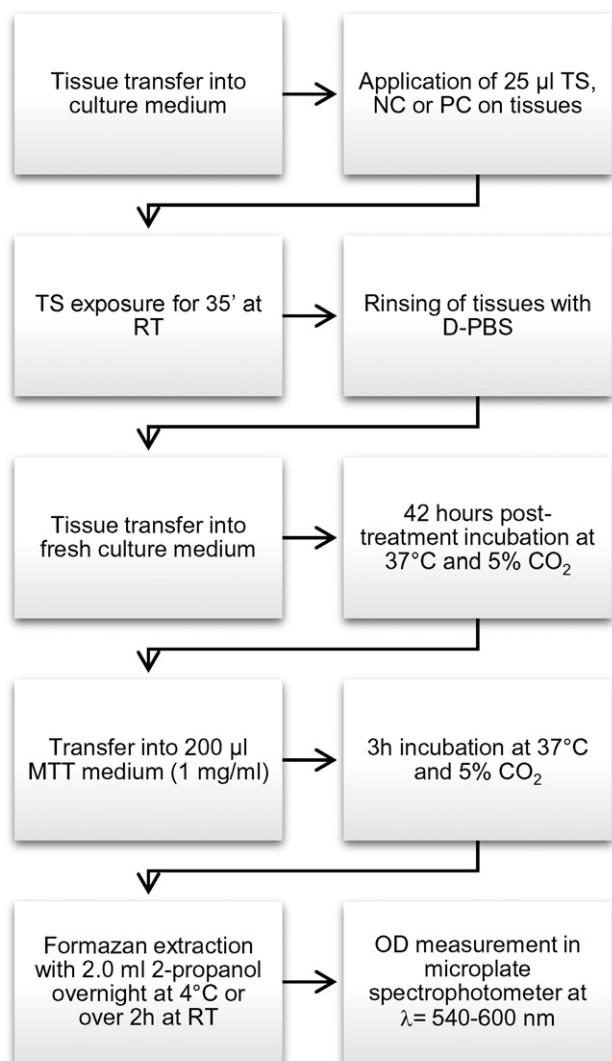 Tissue transfer into
culture medium
Application of 25 µl TS,
NC or PC on tissues
TS exposure for 35' at
RT
Rinsing of tissues with
D-PBS
Tissue transfer into
fresh culture medium
42 hours post-
treatment incubation at
37°C and 5% CO₂
Transfer into 200 µl
MTT medium (1 mg/ml)
3h incubation at 37°C
and 5% CO₂
Formazan extraction
with 2.0 ml 2-propanol
overnight at 4°C or
over 2h at RT
OD measurement in
microplate
spectrophotometer at
λ= 540-600 nm